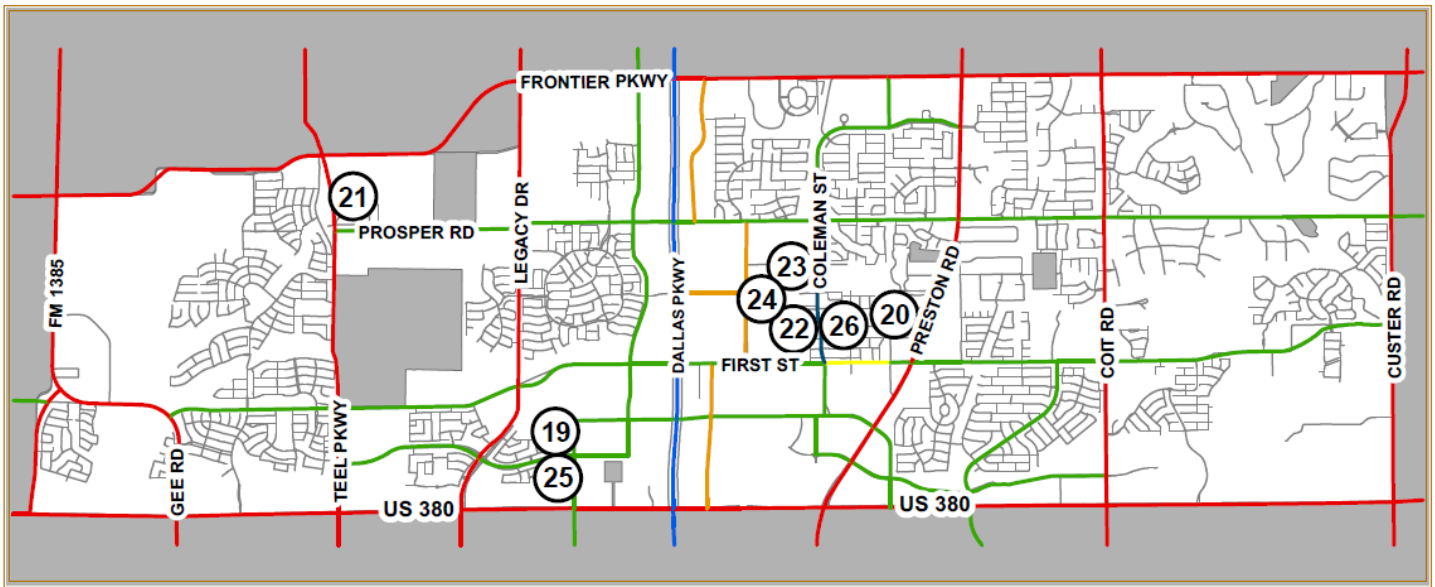 FRONTIER PKWY
21
PROSPER RD
LEGACY DR
COLEMAN ST
FM 1385
DALLAS PKWY
23
24
22
26
20
PRESTON RD
COIT RD
CUSTER RD
FIRST ST
19
25
GEE RD
TEEL PKWY
US 380
US 380